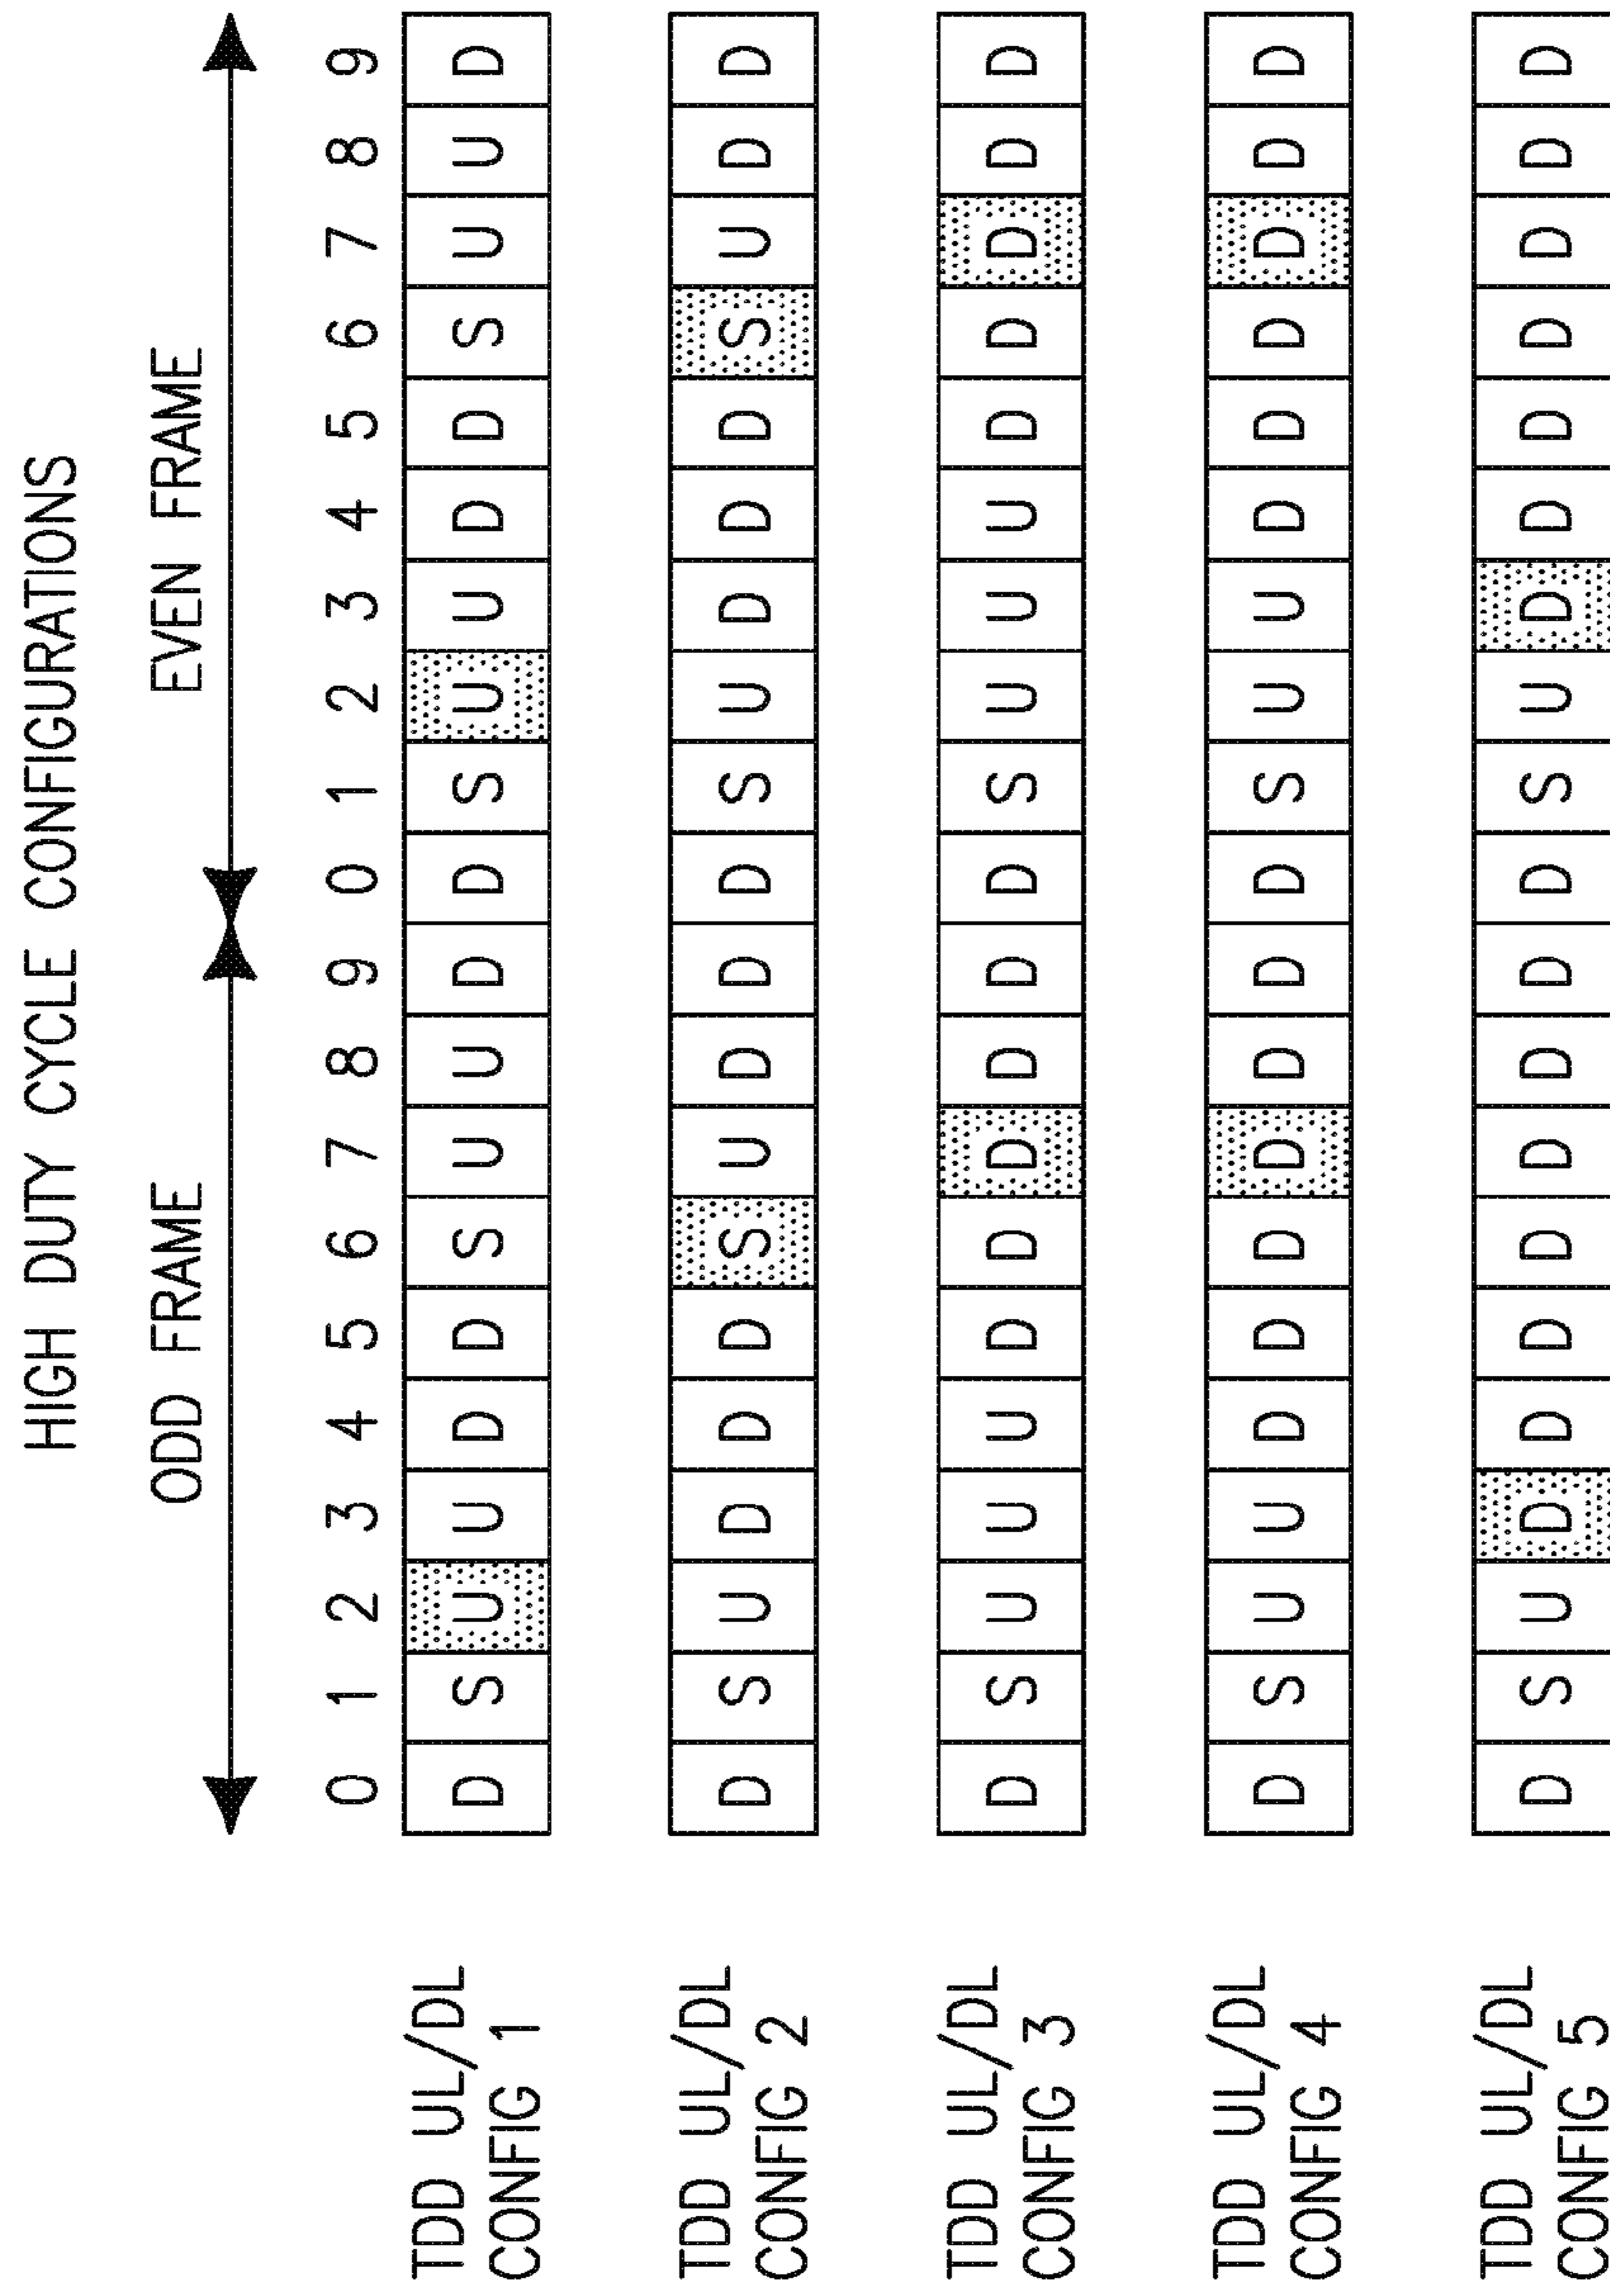 HIGH DUTY CYCLE CONFIGURATIONS
ODD FRAME EVEN FRAME
0 1 2 3 4 5 6 7 8 9 0 1 2 3 4 5 6 7 8 9
TDD UL/DL
CONFIG 1
D S U U D D S U U D D S U U D D S U U D
TDD UL/DL
CONFIG 2
D S U D D D S U D D D S U D D D S U D D
TDD UL/DL
CONFIG 3
D S U U U D D D D D D S U U U D D D D D
TDD UL/DL
CONFIG 4
D S U U D D D D D D D S U U D D D D D D
TDD UL/DL
CONFIG 5
D S U D D D D D D D D S U D D D D D D D